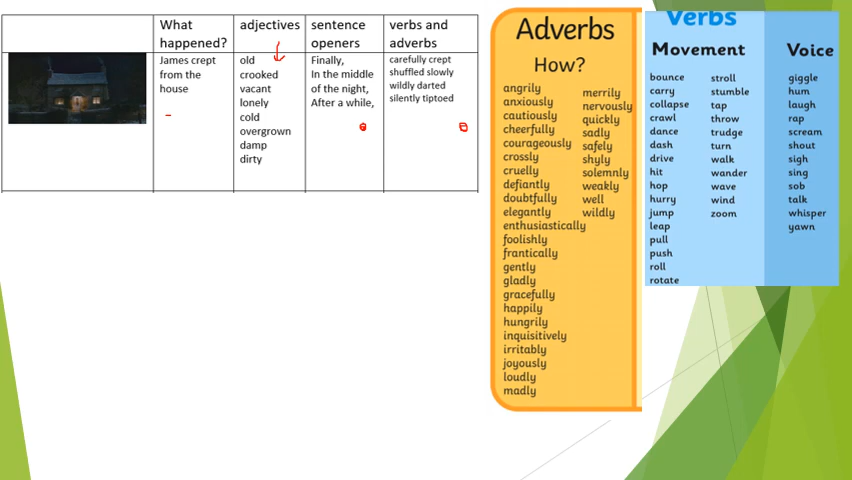 What
happened?
adjectives
sentence
openers
verbs and
adverbs
James crept
from the
house
old
crooked
vacant
lonely
cold
overgrown
damp
dirty
Finally,
In the middle
of the night,
After a while,
carefully crept
shuffled slowly
wildly darted
silently tiptoed
Adverbs
How?
angrily
anxiously
cautiously
cheerfully
courageously
crossly
cruelly
defiantly
doubtfully
elegantly
enthusiastically
foolishly
frantically
gently
gladly
gracefully
happily
hungrily
inquisitively
irritably
joyously
loudly
madly
merrily
nervously
quickly
sadly
safely
shyly
solemnly
weakly
well
wildly
Verbs
Movement
bounce
carry
collapse
crawl
dance
dash
drive
hit
hop
hurry
jump
leap
pull
push
roll
rotate
stroll
stumble
tap
throw
trudge
turn
walk
wander
wave
wind
zoom
Voice
giggle
hum
laugh
rap
scream
shout
sigh
sing
sob
talk
whisper
yawn